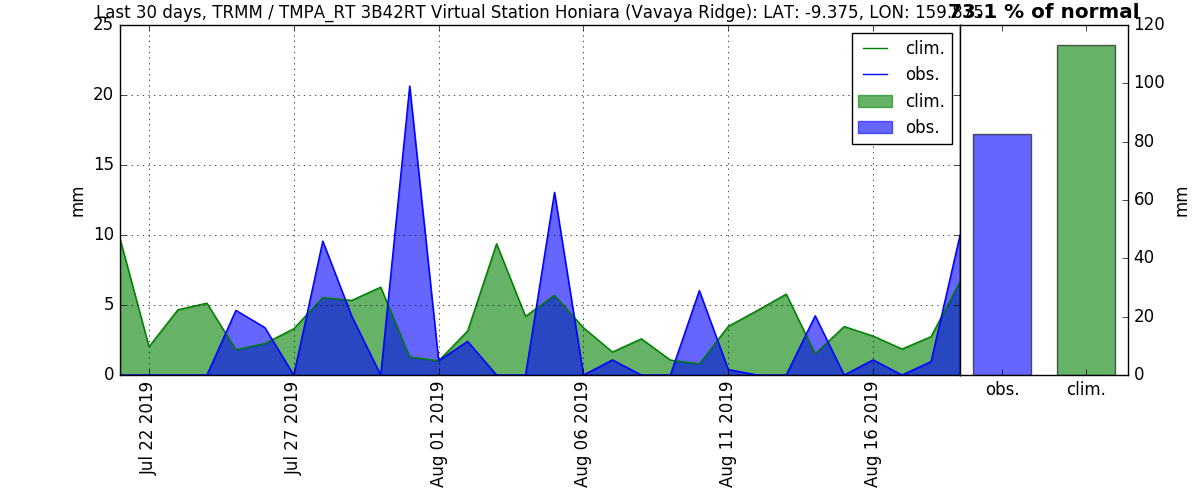 Last 30 days, TRMM / TMPA_RT 3B42RT Virtual Station Honiara (Vavaya Ridge): LAT: -9.375, LON:
73.1 % of normal
25
20
15
10
5
0
mm
clim.
obs.
clim.
obs.
120
100
80
60
40
20
0
mm
Jul 22 2019
Jul 27 2019
Aug 01 2019
Aug 06 2019
Aug 11 2019
Aug 16 2019
obs.
clim.